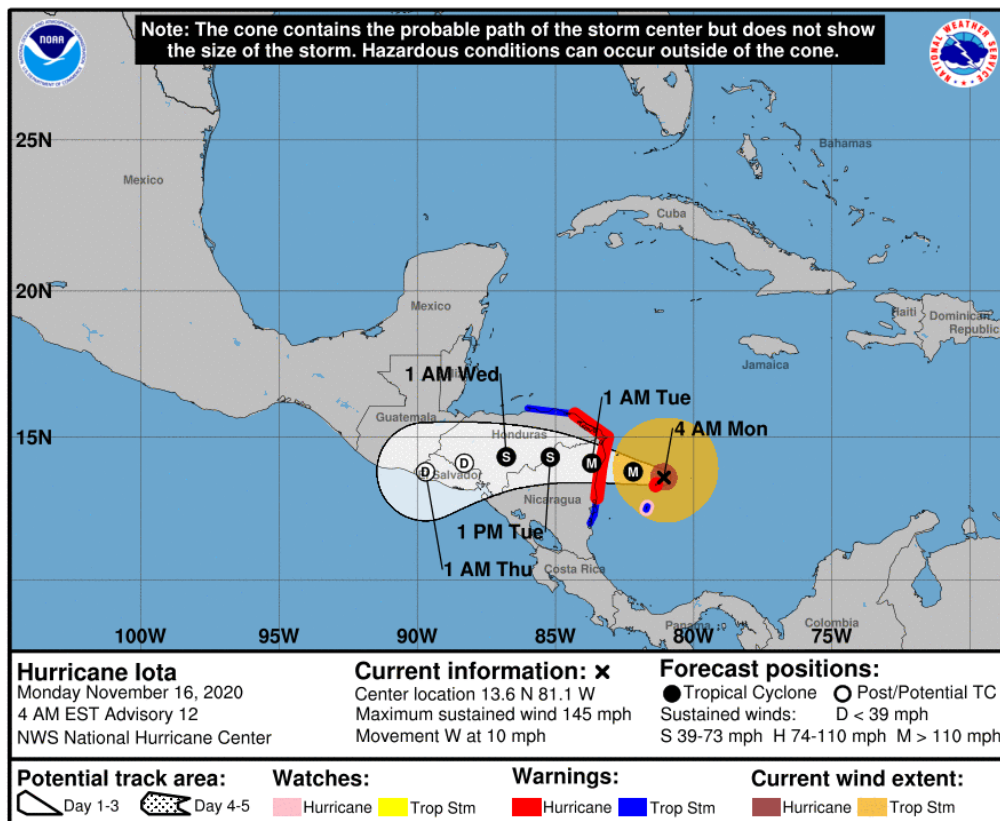 Note: The cone contains the probable path of the storm center but does not show
the size of the storm. Hazardous conditions can occur outside of the cone.
NOAA
NATIONAL WEATHER SERVICE
25N
Mexico
Bahamas
Cuba
20N
Mexico
Haiti
Dominican
Republic
Jamaica
1 AM Wed
1 AM Tue
Guatemala
4 AM Mon
15N
Honduras
M
M
S
S
D
D
Salvador
Nicaragua
1 PM Tue
1 AM Thu
Costa Rica
Panama
Colombia
100W
95W
90W
85W
80W
75W
Hurricane Iota
Monday November 16, 2020
4 AM EST Advisory 12
NWS National Hurricane Center
Current information: x
Center location 13.6 N 81.1 W
Maximum sustained wind 145 mph
Movement W at 10 mph
Forecast positions:
Tropical Cyclone Post/Potential TC
Sustained winds: D < 39 mph
S 39-73 mph H 74-110 mph M > 110 mph
Potential track area:
Day 1-3 Day 4-5
Watches:
Hurricane Trop Stm
Warnings:
Hurricane Trop Stm
Current wind extent:
Hurricane Trop Stm